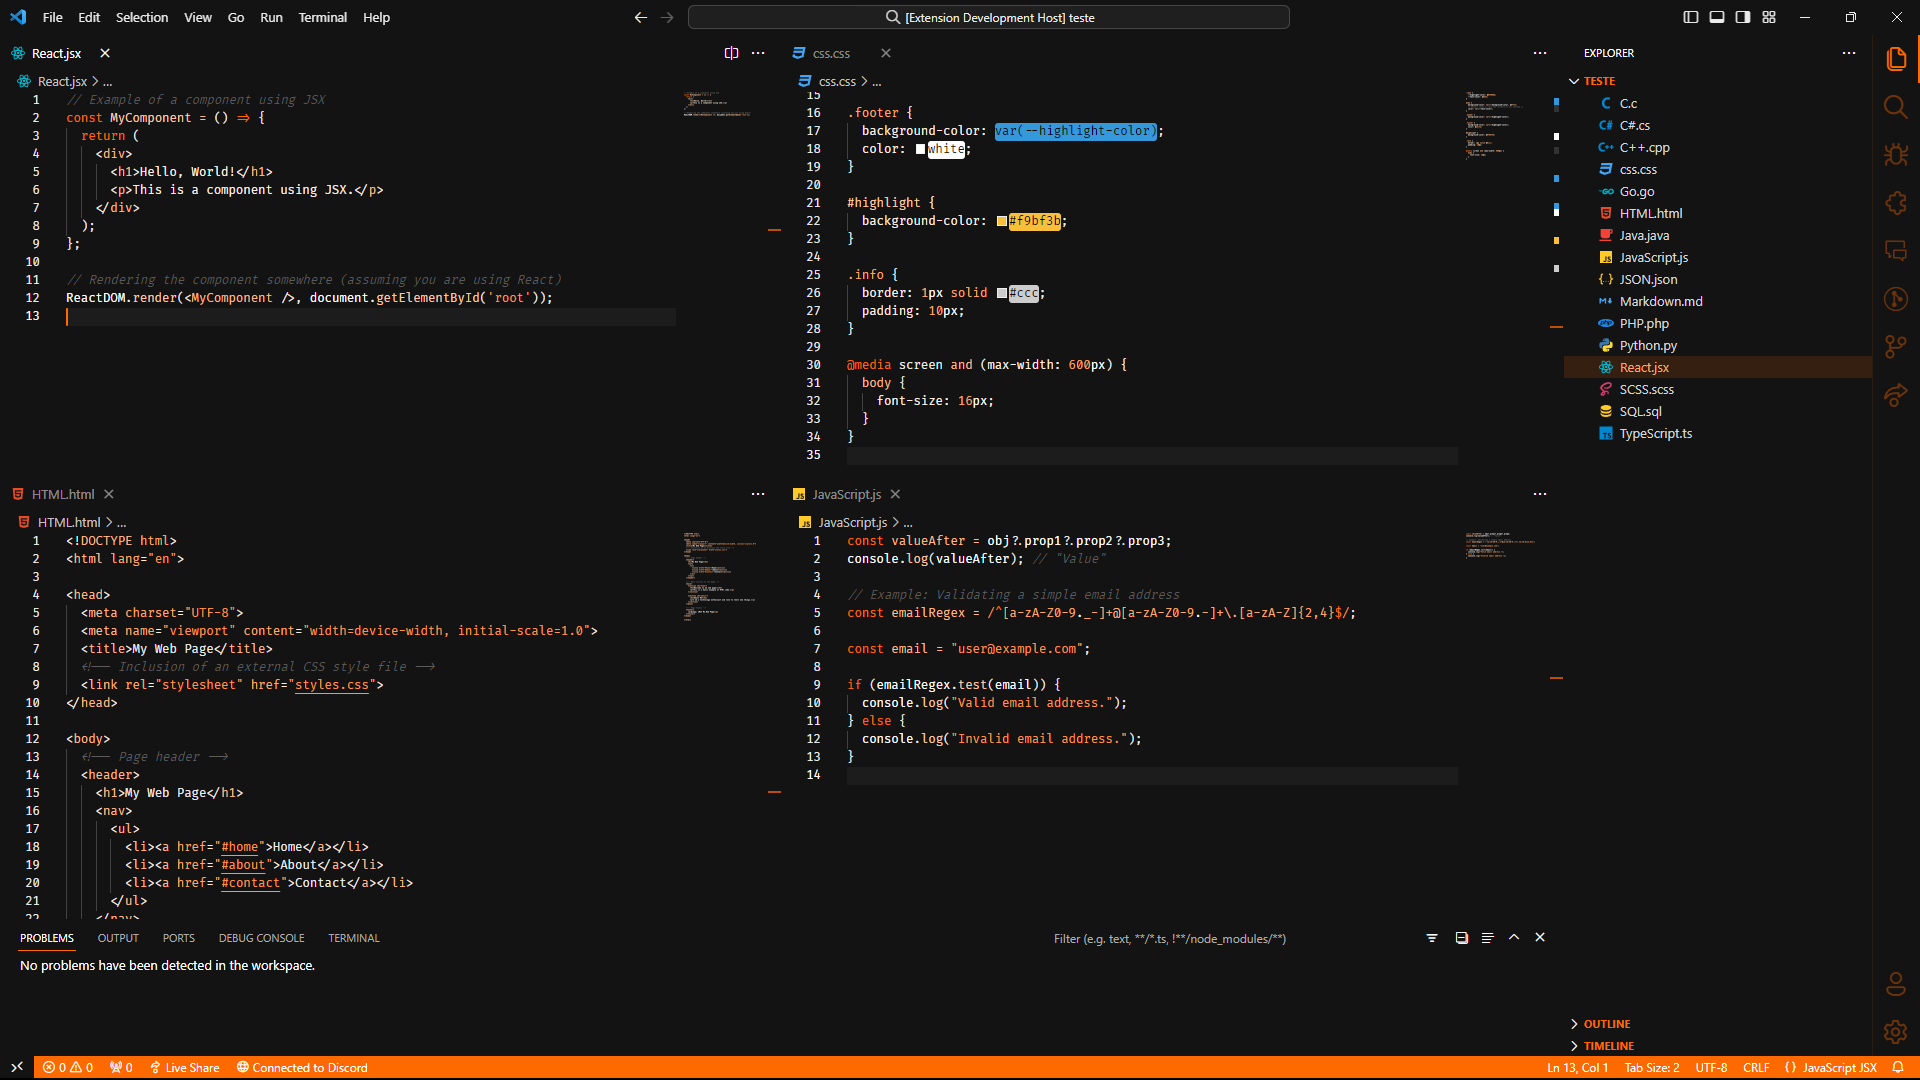 File Edit Selection View Go Run Terminal Help
[Extension Development Host] teste
React.jsx
React.jsx > ...
1 // Example of a component using JSX
2 const MyComponent = () => {
3 return (
4 <div>
5 <h1>Hello, World!</h1>
6 <p>This is a component using JSX.</p>
7 </div>
8 );
9 };
10
11 // Rendering the component somewhere (assuming you are using React)
12 ReactDOM.render(<MyComponent />, document.getElementById('root'));
13
css.css
css.css > ...
15
16 .footer {
17 background-color: var(--highlight-color);
18 color: white;
19 }
20
21 #highlight {
22 background-color: #f9bf3b;
23 }
24
25 .info {
26 border: 1px solid #ccc;
27 padding: 10px;
28 }
29
30 @media screen and (max-width: 600px) {
31 body {
32 font-size: 16px;
33 }
34 }
35
HTML.html
HTML.html > ...
1 <!DOCTYPE html>
2 <html lang="en">
3
4 <head>
5 <meta charset="UTF-8">
6 <meta name="viewport" content="width=device-width, initial-scale=1.0">
7 <title>My Web Page</title>
8 <!-- Inclusion of an external CSS style file -->
9 <link rel="stylesheet" href="styles.css">
10 </head>
11
12 <body>
13 <!-- Page header -->
14 <header>
15 <h1>My Web Page</h1>
16 <nav>
17 <ul>
18 <li><a href="#home">Home</a></li>
19 <li><a href="#about">About</a></li>
20 <li><a href="#contact">Contact</a></li>
21 </ul>
22 </nav>
JavaScript.js
JavaScript.js > ...
1 const valueAfter = obj?.prop1?.prop2?.prop3;
2 console.log(valueAfter); // "Value"
3
4 // Example: Validating a simple email address
5 const emailRegex = /^[a-zA-Z0-9._-]+@[a-zA-Z0-9.-]+\.[a-zA-Z]{2,4}$/;
6
7 const email = "user@example.com";
8
9 if (emailRegex.test(email)) {
10 console.log("Valid email address.");
11 } else {
12 console.log("Invalid email address.");
13 }
14
EXPLORER
TESTE
C.c
C#.cs
C++.cpp
css.css
Go.go
HTML.html
Java.java
JavaScript.js
JSON.json
Markdown.md
PHP.php
Python.py
React.jsx
SCSS.scss
SQL.sql
TypeScript.ts
OUTLINE
TIMELINE
PROBLEMS OUTPUT PORTS DEBUG CONSOLE TERMINAL
Filter (e.g. text, **/*.ts, !**/node_modules/**)
No problems have been detected in the workspace.
0 0 0 Live Share Connected to Discord
Ln 13, Col 1 Tab Size: 2 UTF-8 CRLF {} JavaScript JSX